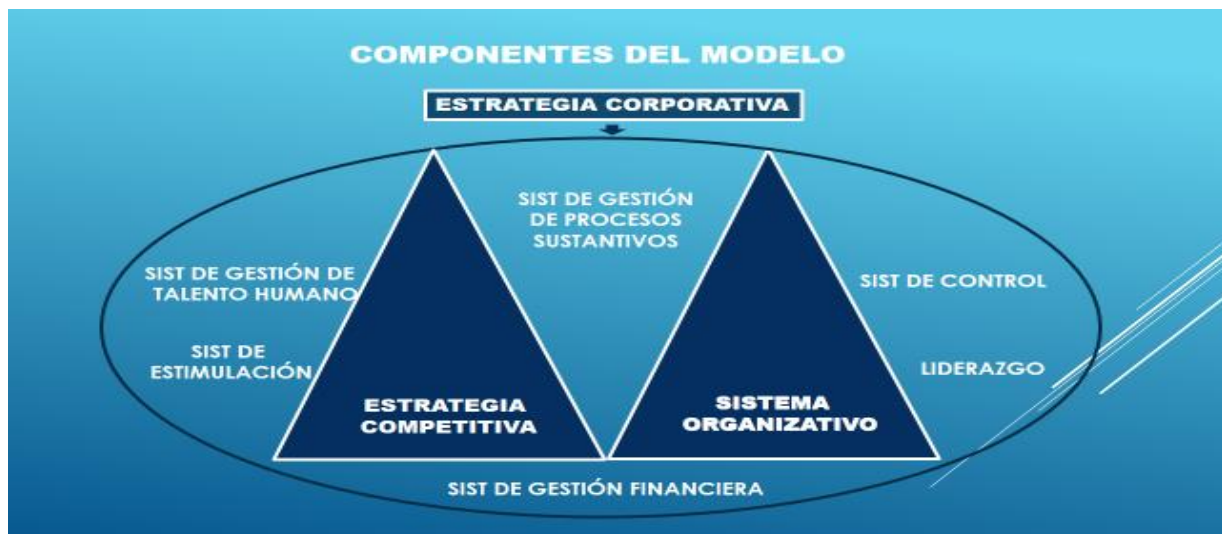 COMPONENTES DEL MODELO
ESTRATEGIA CORPORATIVA
SIST DE GESTIÓN
DE PROCESOS
SUSTANTIVOS
SIST DE GESTIÓN DE
TALENTO HUMANO
SIST DE
ESTIMULACIÓN
SIST DE CONTROL
LIDERAZGO
ESTRATEGIA
COMPETITIVA
SISTEMA
ORGANIZATIVO
SIST DE GESTIÓN FINANCIERA